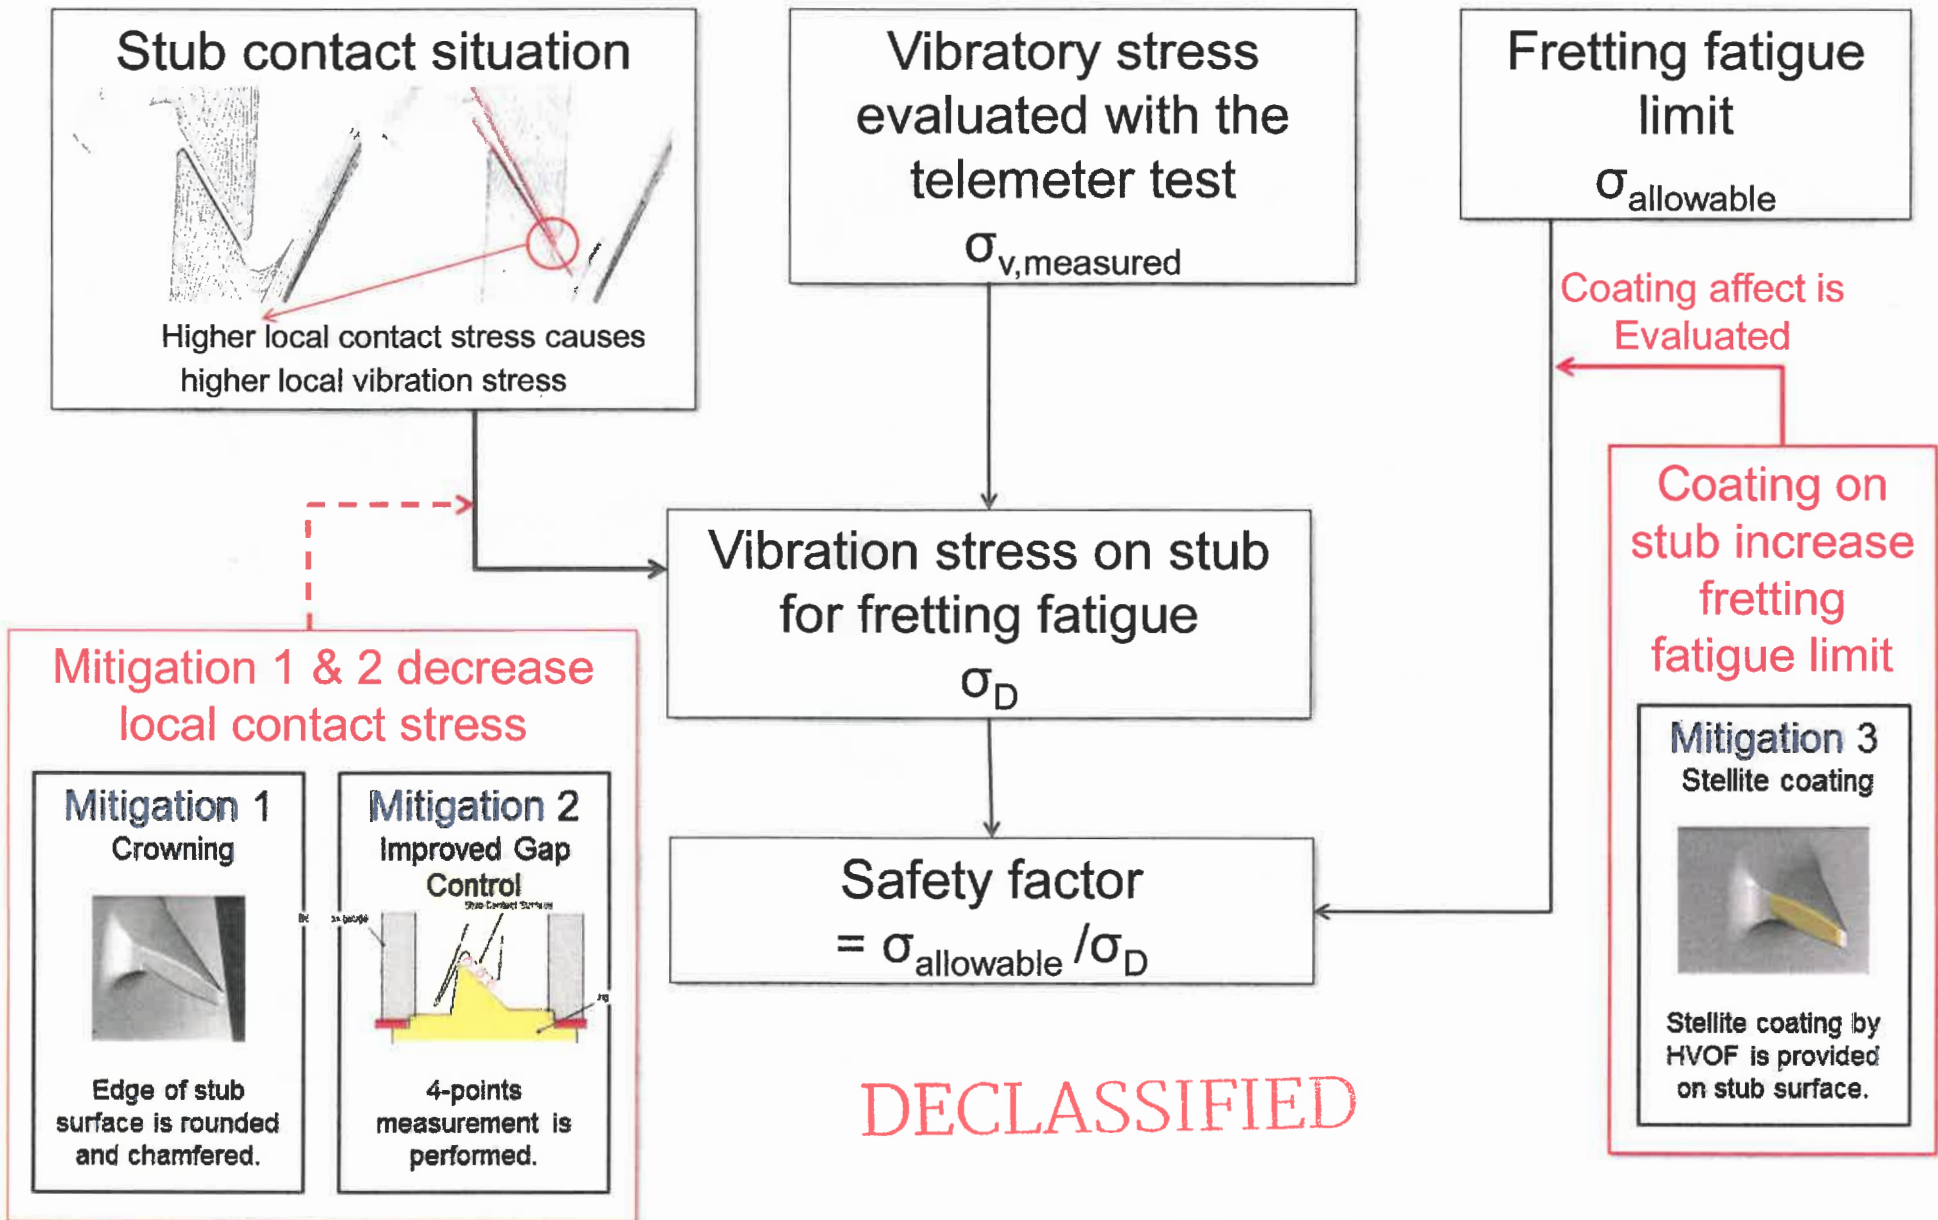 Stub contact situation
Higher local contact stress causes
higher local vibration stress
Vibratory stress
evaluated with the
telemeter test
σv,measured
Fretting fatigue
limit
σallowable
Coating affect is
Evaluated
Coating on
stub increase
fretting
fatigue limit
Mitigation 3
Stellite coating
Stellite coating by
HVOF is provided
on stub surface.
Vibration stress on stub
for fretting fatigue
σD
Mitigation 1 & 2 decrease
local contact stress
Mitigation 1
Crowning
Edge of stub
surface is rounded
and chamfered.
Mitigation 2
Improved Gap
Control
Stub Contact Surface
4-points
measurement is
performed.
Safety factor
= σallowable /σD
DECLASSIFIED